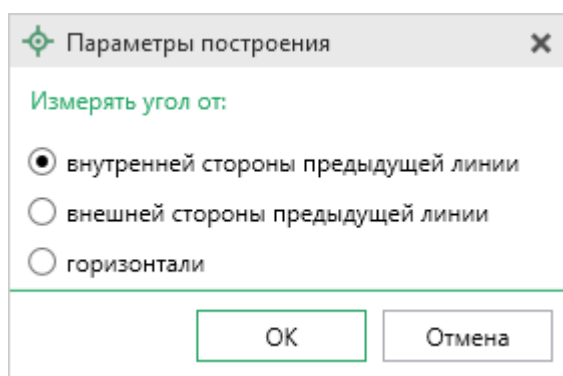 Параметры построения
Измерять угол от:
внутренней стороны предыдущей линии
внешней стороны предыдущей линии
горизонтали
ОК
Отмена